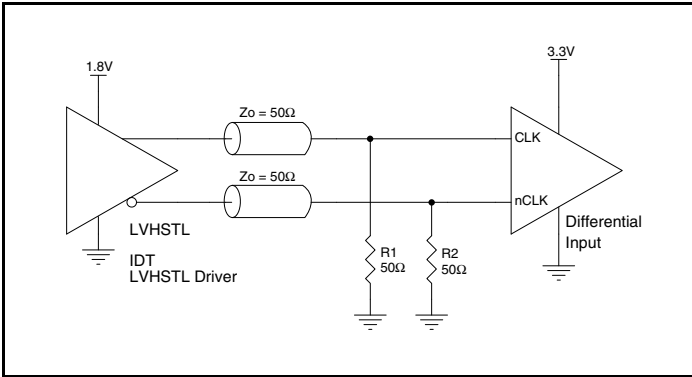 1.8V
3.3V
Zo = 50Ω
CLK
Zo = 50Ω
nCLK
LVHSTL
IDT
LVHSTL Driver
R1
50Ω
R2
50Ω
Differential
Input